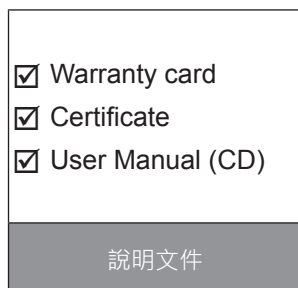 ☑ Warranty card
☑ Certificate
☑ User Manual (CD)
說明文件